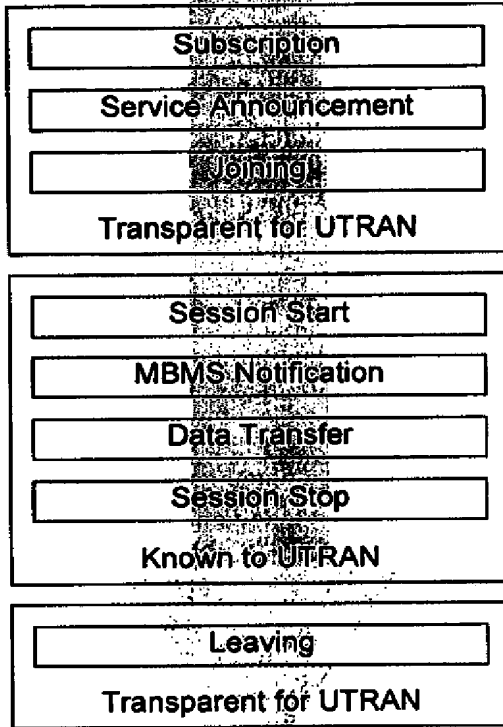 Subscription
Service Announcement
Joining
Transparent for UTRAN
Session Start
MBMS Notification
Data Transfer
Session Stop
Known to UTRAN
Leaving
Transparent for UTRAN